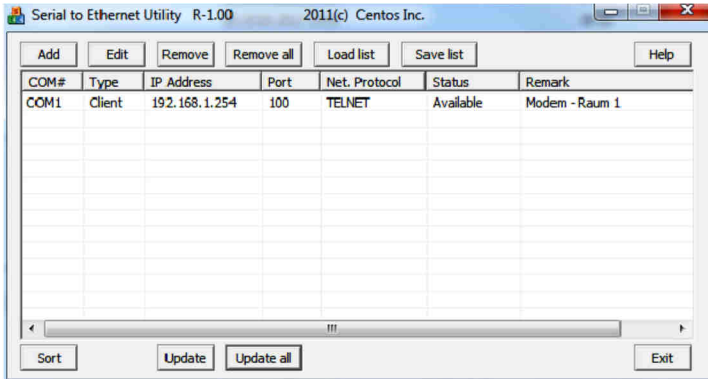 Serial to Ethernet Utility R-1.00 2011(c) Centos Inc.
Add Edit Remove Remove all Load list Save list Help
COM# Type IP Address Port Net. Protocol Status Remark
COM1 Client 192.168.1.254 100 TELNET Available Modem - Raum 1
Sort Update Update all Exit